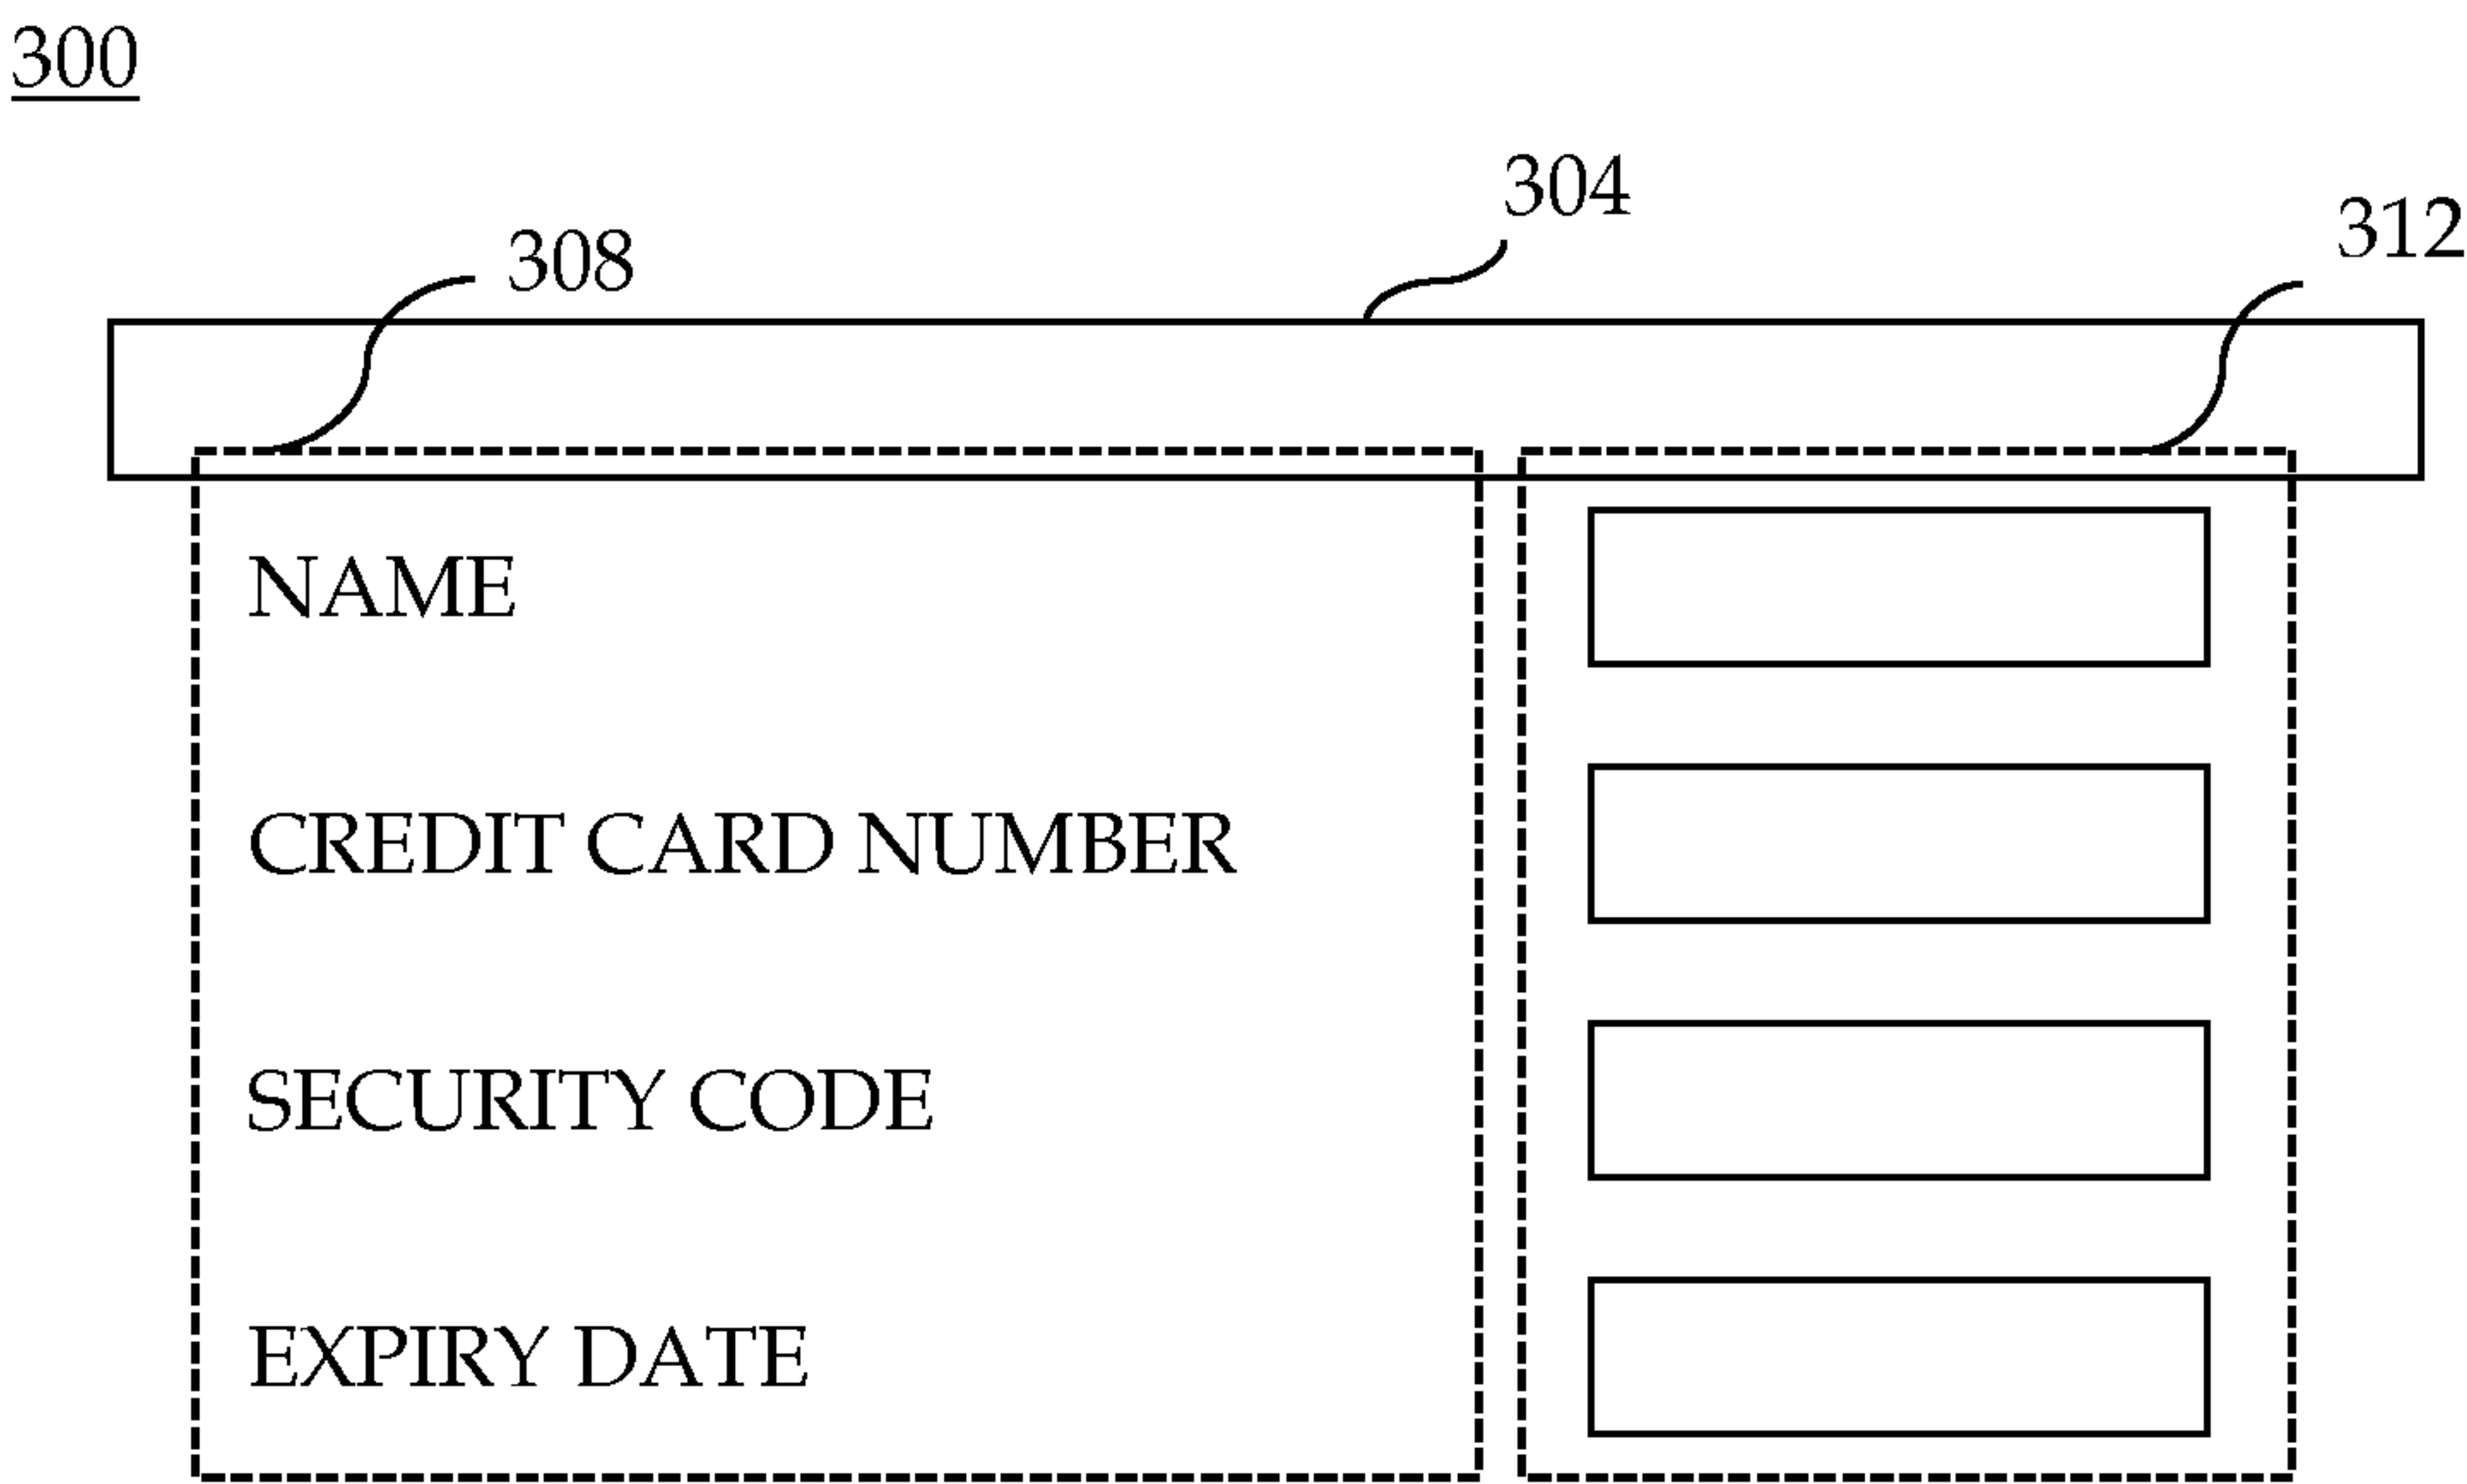 300
304
312
308
NAME
CREDIT CARD NUMBER
SECURITY CODE
EXPIRY DATE